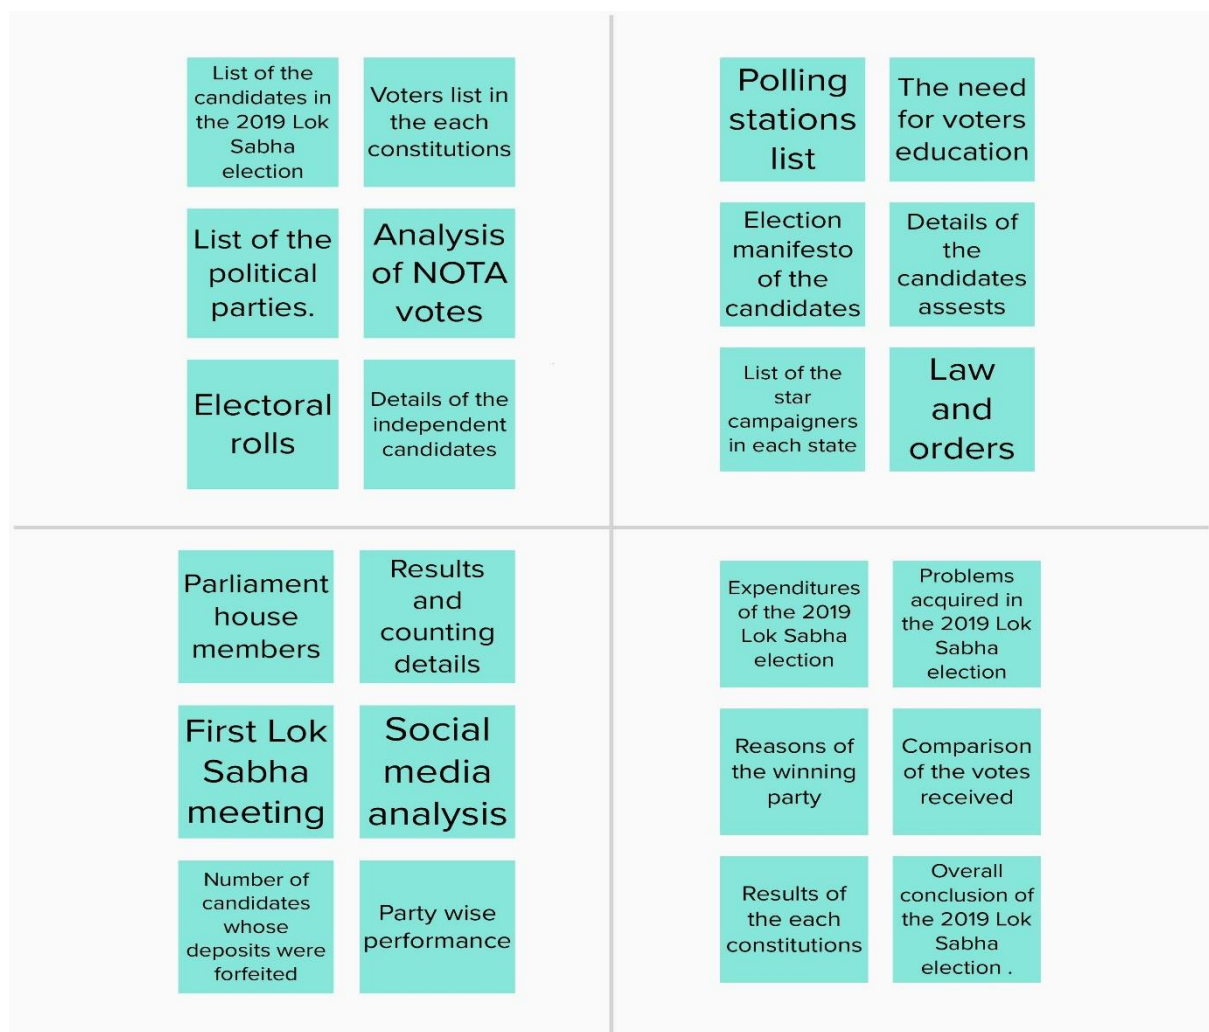 List of the
candidates in
the 2019 Lok
Sabha
election
Voters list in
the each
constitutions
List of the
political
parties.
Analysis
of NOTA
votes
Electoral
rolls
Details of the
independent
candidates
Polling
stations
list
The need
for voters
education
Election
manifesto
of the
candidates
Details of
the
candidates
assests
List of the
star
campaigners
in each state
Law
and
orders
Parliament
house
members
Results
and
counting
details
First Lok
Sabha
meeting
Social
media
analysis
Number of
candidates
whose
deposits were
forfeited
Party wise
performance
Expenditures
of the 2019
Lok Sabha
election
Problems
acquired in
the 2019 Lok
Sabha
election
Reasons of
the winning
party
Comparison
of the votes
received
Results of
the each
constitutions
Overall
conclusion of
the 2019 Lok
Sabha
election .